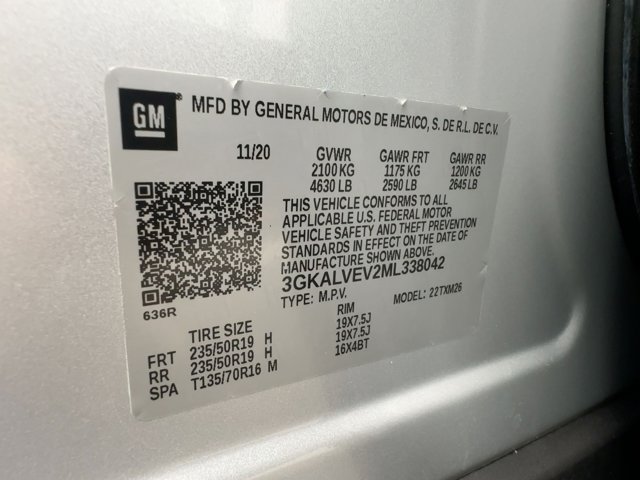 GM ® MFD BY GENERAL MOTORS DE MEXICO, S. DE R.L. DE C.V.
11/20 GVWR GAWR FRT GAWR RR
2100 KG 1175 KG 1200 KG
4630 LB 2590 LB 2645 LB
THIS VEHICLE CONFORMS TO ALL
APPLICABLE U.S. FEDERAL MOTOR
VEHICLE SAFETY AND THEFT PREVENTION
STANDARDS IN EFFECT ON THE DATE OF
MANUFACTURE SHOWN ABOVE.
3GKALVEV2ML338042
TYPE: M.P.V. MODEL: 22TXM26
636R
TIRE SIZE RIM
FRT 235/50R19 H 19X7.5J
RR 235/50R19 H 19X7.5J
SPA T135/70R16 M 16X4BT